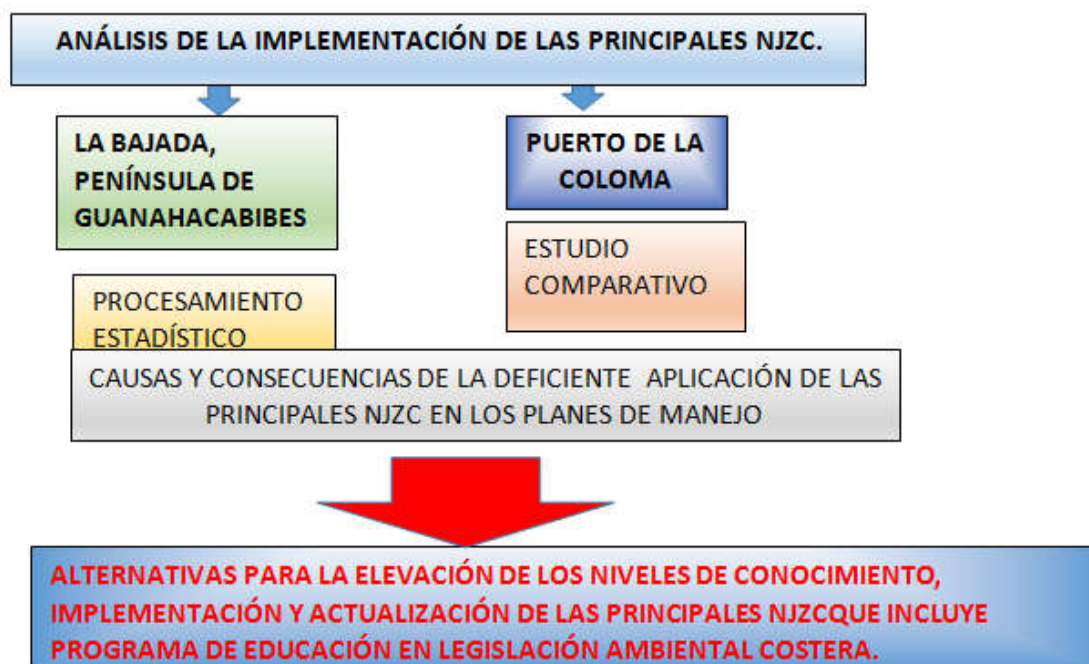 ANÁLISIS DE LA IMPLEMENTACIÓN DE LAS PRINCIPALES NJZC.
LA BAJADA,
PENÍNSULA DE
GUANAHACABIBES
PUERTO DE LA
COLOMA
ESTUDIO
COMPARATIVO
PROCESAMIENTO
ESTADÍSTICO
CAUSAS Y CONSECUENCIAS DE LA DEFICIENTE APLICACIÓN DE LAS
PRINCIPALES NJZC EN LOS PLANES DE MANEJO
ALTERNATIVAS PARA LA ELEVACIÓN DE LOS NIVELES DE CONOCIMIENTO,
IMPLEMENTACIÓN Y ACTUALIZACIÓN DE LAS PRINCIPALES NJZCQUE INCLUYE
PROGRAMA DE EDUCACIÓN EN LEGISLACIÓN AMBIENTAL COSTERA.